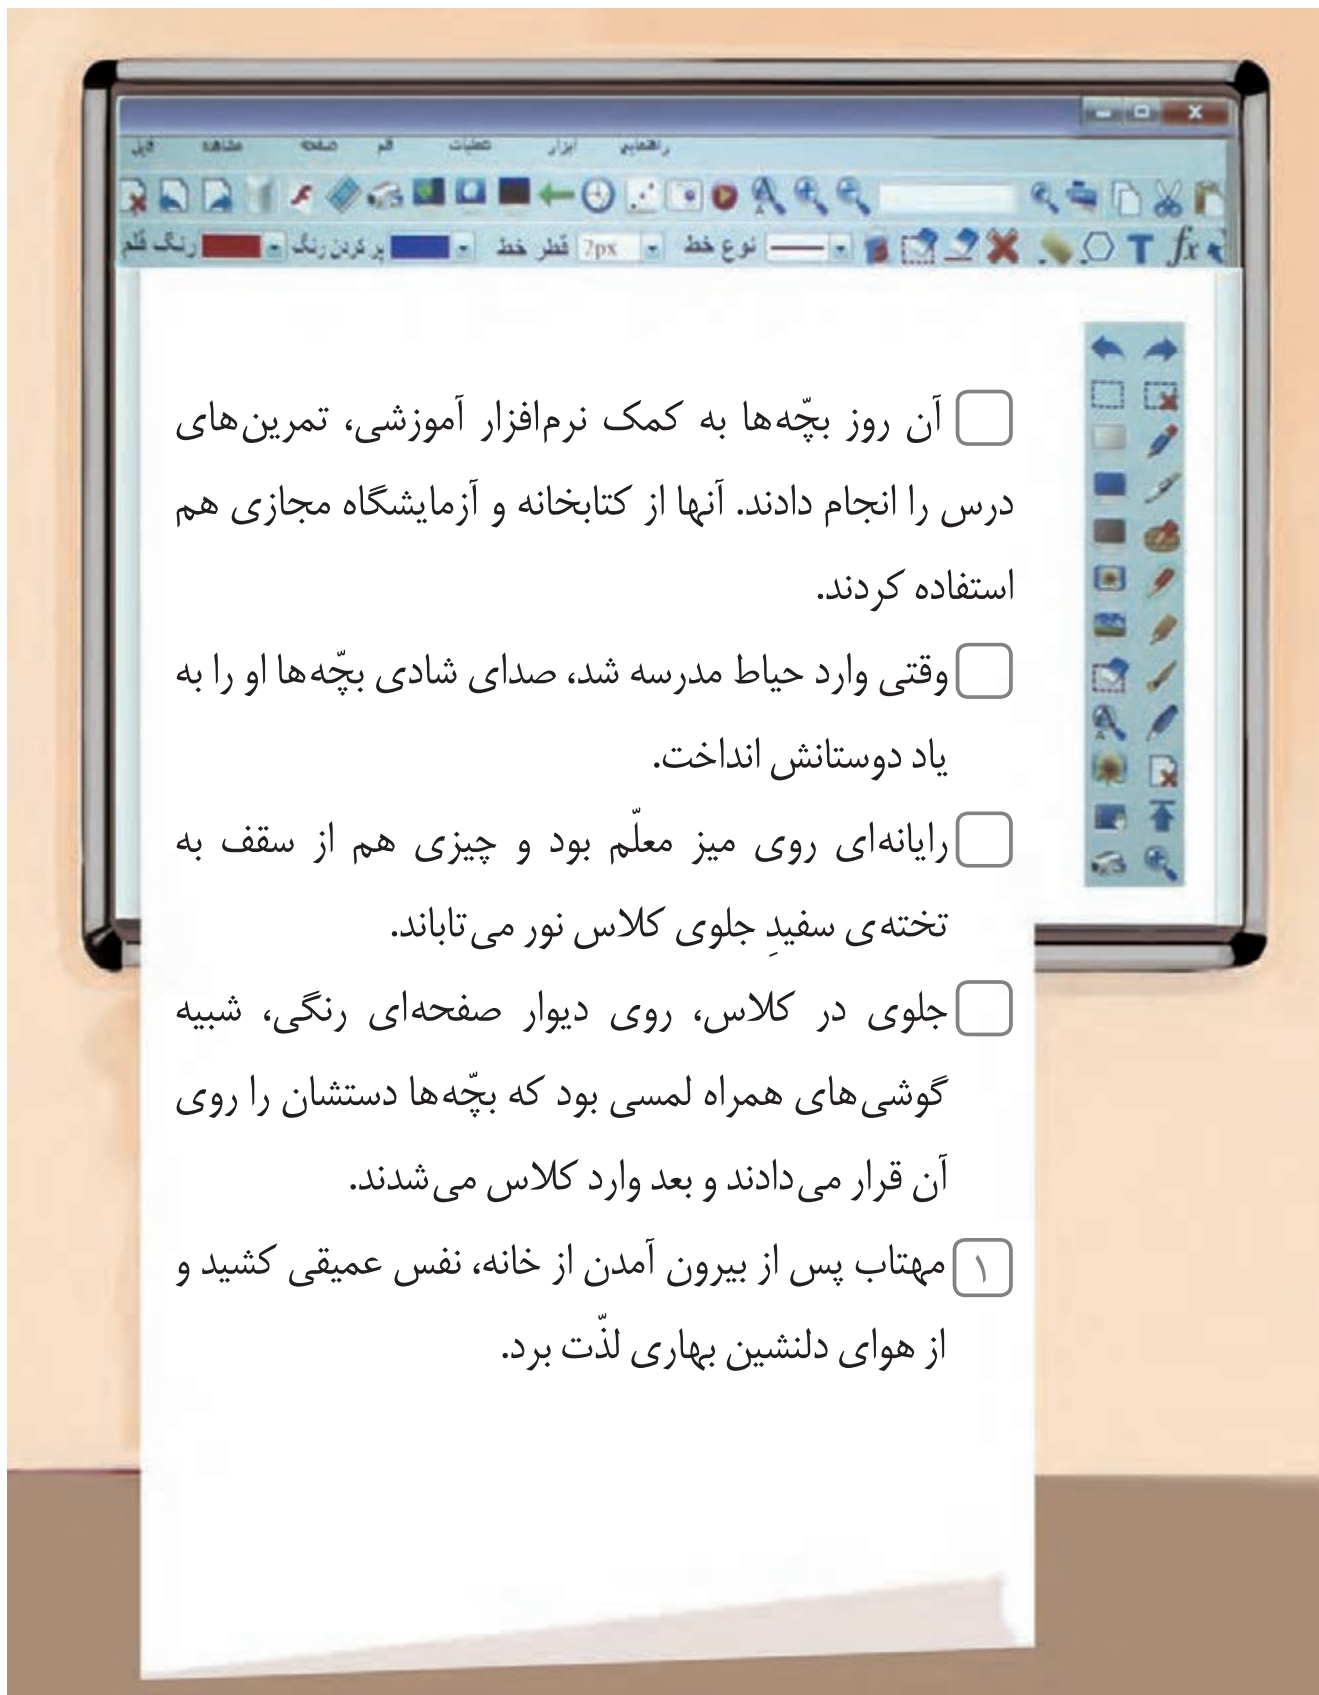 فایل مشاهده صفحه قلم عملیات ابزار راهنمایی
رنگ قلم پر کردن رنگ قطر خط 2px نوع خط T fx
آن روز بچّه‌ها به کمک نرم‌افزار آموزشی، تمرین‌های
درس را انجام دادند. آنها از کتابخانه و آزمایشگاه مجازی هم
استفاده کردند.
وقتی وارد حیاط مدرسه شد، صدای شادی بچّه‌ها او را به
یاد دوستانش انداخت.
رایانه‌ای روی میز معلّم بود و چیزی هم از سقف به
تخته‌ی سفیدِ جلوی کلاس نور می‌تاباند.
جلوی در کلاس، روی دیوار صفحه‌ای رنگی، شبیه
گوشی‌های همراه لمسی بود که بچّه‌ها دستشان را روی
آن قرار می‌دادند و بعد وارد کلاس می‌شدند.
۱ مهتاب پس از بیرون آمدن از خانه، نفس عمیقی کشید و
از هوای دلنشین بهاری لذّت برد.